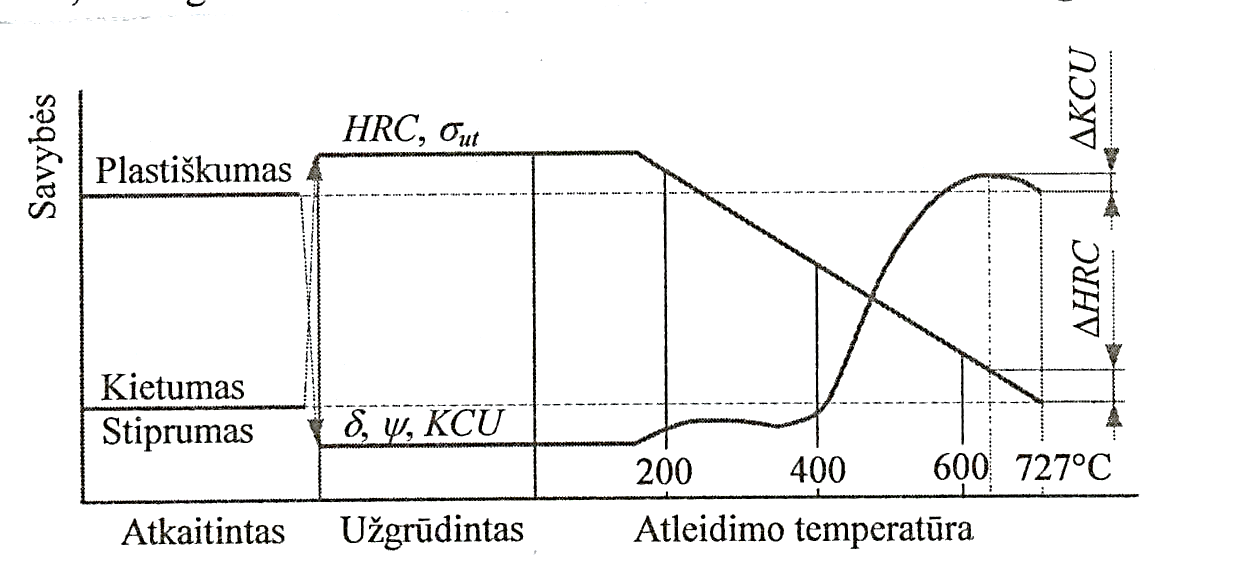 Savybės
HRC, σut
Plastiškumas
Kietumas
Stiprumas
δ, ψ, KCU
200 400 600 727°C
Atkaitintas Užgrūdintas Atleidimo temperatūra
ΔKCU
ΔHRC